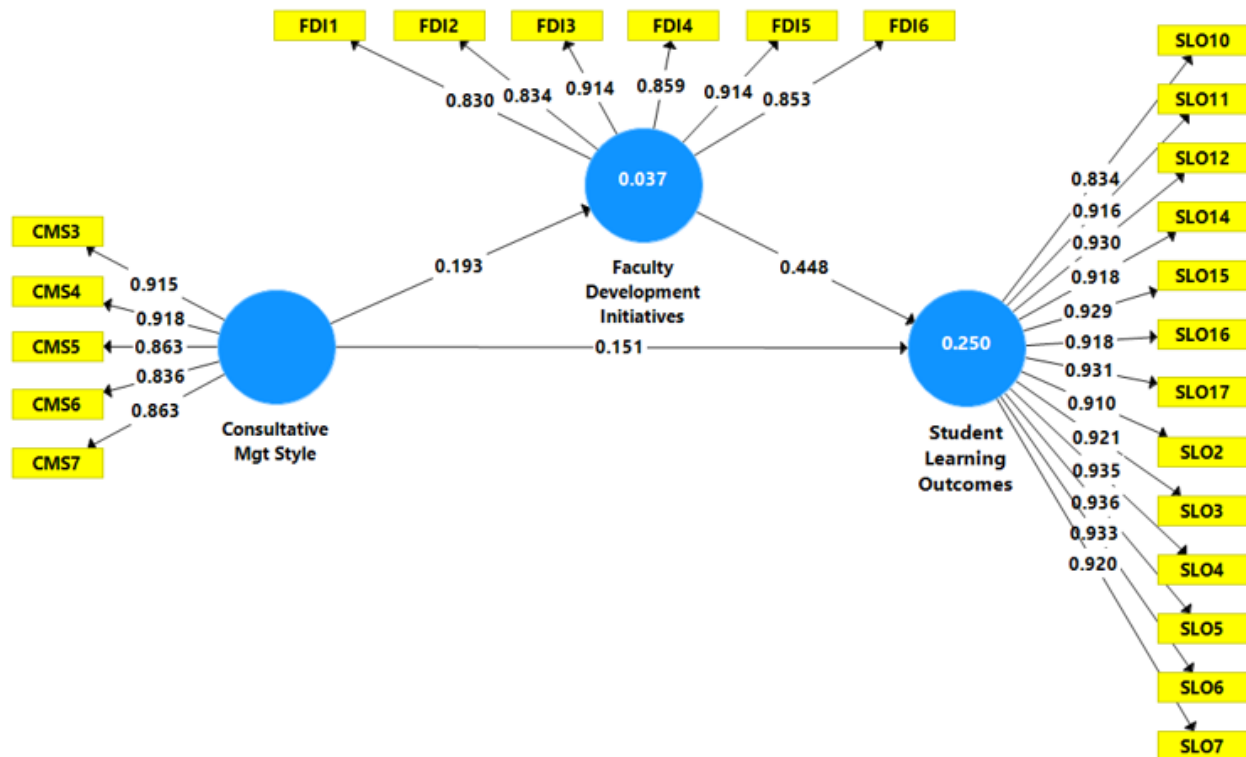 FDI1 FDI2 FDI3 FDI4 FDI5 FDI6
0.830 0.834 0.914 0.859 0.914 0.853
0.037
Faculty
Development
Initiatives
CMS3
CMS4
CMS5
CMS6
CMS7
0.915
0.918
0.863
0.836
0.863
Consultative
Mgt Style
0.193
0.448
0.151
0.250
Student
Learning
Outcomes
0.834
0.916
0.930
0.918
0.929
0.918
0.931
0.910
0.921
0.935
0.936
0.933
0.920
SLO10
SLO11
SLO12
SLO14
SLO15
SLO16
SLO17
SLO2
SLO3
SLO4
SLO5
SLO6
SLO7